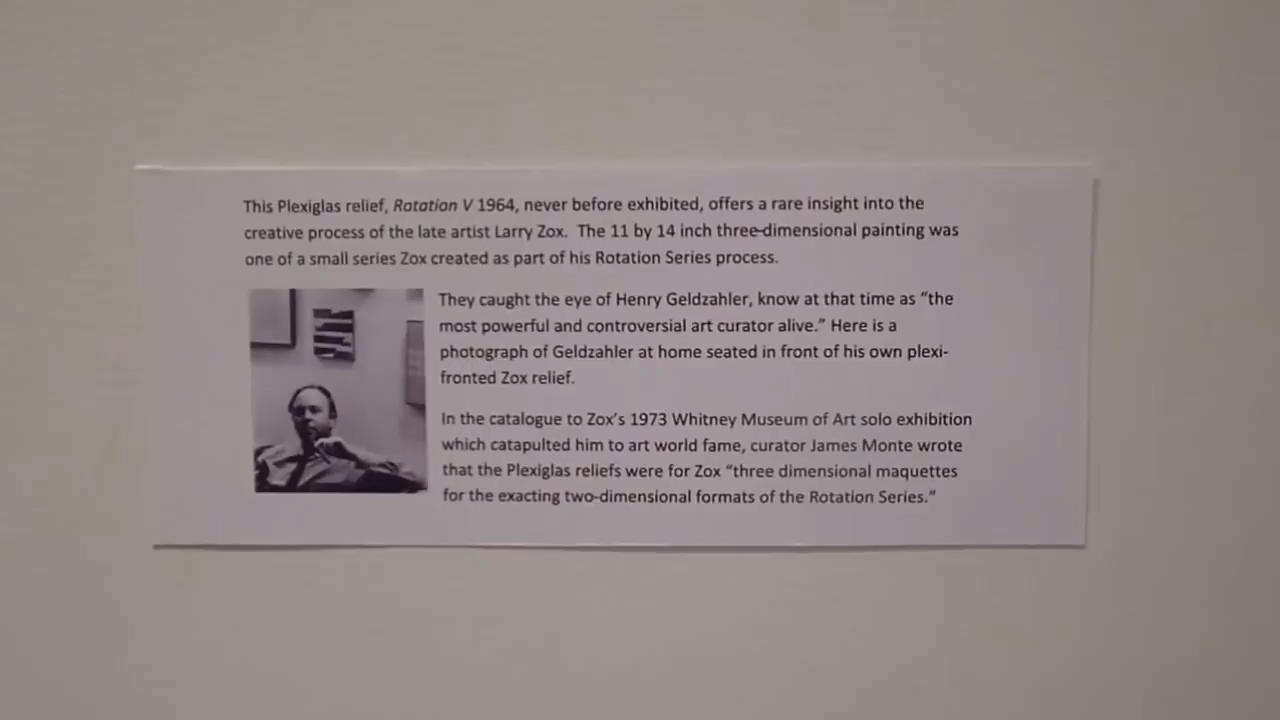 This Plexiglas relief, Rotation V 1964, never before exhibited, offers a rare insight into the
creative process of the late artist Larry Zox.  The 11 by 14 inch three-dimensional painting was
one of a small series Zox created as part of his Rotation Series process.
They caught the eye of Henry Geldzahler, know at that time as “the
most powerful and controversial art curator alive.” Here is a
photograph of Geldzahler at home seated in front of his own plexi-
fronted Zox relief.
In the catalogue to Zox’s 1973 Whitney Museum of Art solo exhibition
which catapulted him to art world fame, curator James Monte wrote
that the Plexiglas reliefs were for Zox “three dimensional maquettes
for the exacting two-dimensional formats of the Rotation Series.”